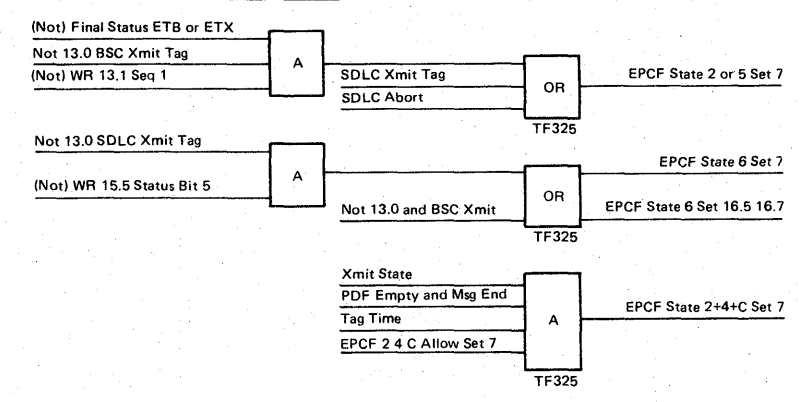 (Not) Final Status ETB or ETX
Not 13.0 BSC Xmit Tag
(Not) WR 13.1 Seq 1
A
SDLC Xmit Tag
SDLC Abort
OR
EPCF State 2 or 5 Set 7
TF325
Not 13.0 SDLC Xmit Tag
(Not) WR 15.5 Status Bit 5
A
Not 13.0 and BSC Xmit
OR
EPCF State 6 Set 7
EPCF State 6 Set 16.5 16.7
TF325
Xmit State
PDF Empty and Msg End
Tag Time
EPCF 2 4 C Allow Set 7
A
EPCF State 2+4+C Set 7
TF325